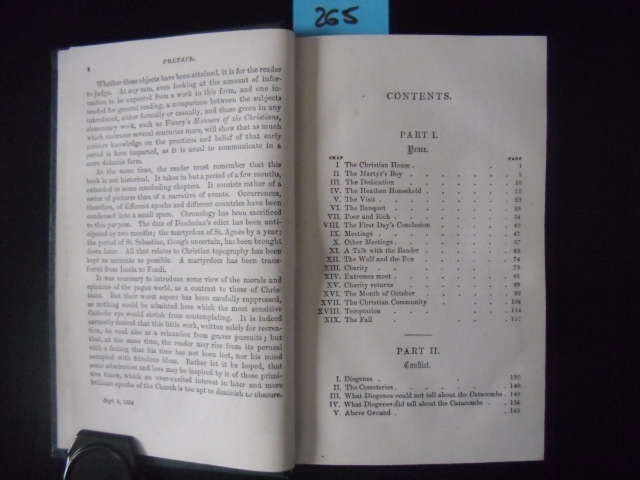 265
x PREFACE.
Whether these objects have been attained, it is for the reader
to judge. At any rate, even looking at the amount of infor-
mation to be expected from a work in this form, and one in-
tended for general reading, a comparison between the subjects
introduced, either formally or casually, and those given in any
elementary work, such as Fleury's Manners of the Christians,
which embraces several centuries more, will show that as much
positive knowledge on the practices and belief of that early
period is here imparted, as it is usual to communicate in a
more didactic form.
At the same time, the reader must remember that this
book is not historical. It takes in but a period of a few months,
extended in some concluding chapters. It consists rather of a
series of pictures than of a narrative of events. Occurrences,
therefore, of different epochs and different countries have been
condensed into a small space. Chronology has been sacrificed
to this purpose. The date of Dioclesian's edict has been anti-
cipated by two months; the martyrdom of St. Agnes by a year;
the period of St. Sebastian, though uncertain, has been brought
down later. All that relates to Christian topography has been
kept as accurate as possible. A martyrdom has been trans-
ferred from Imola to Fondi.
It was necessary to introduce some view of the morals and
opinions of the pagan world, as a contrast to those of Chris-
tians. But their worst aspect has been carefully suppressed,
as nothing could be admitted here which the most sensitive
Catholic eye would shrink from contemplating. It is indeed
earnestly desired that this little work, written solely for recrea-
tion, be read also as a relaxation from graver pursuits; but
that, at the same time, the reader may rise from its perusal
with a feeling that his time has not been lost, nor his mind
occupied with frivolous ideas. Rather let it be hoped, that
some admiration and love may be inspired by it of those primi-
tive times, which an over-excited interest in later and more
brilliant epochs of the Church is too apt to diminish or obscure.
Sept 8, 1854
CONTENTS.
PART I.
Peace.
CHAP PAGE
I. The Christian House 1
II. The Martyr's Boy 5
III. The Dedication 10
IV. The Heathen Household 15
V. The Visit 23
VI. The Banquet 28
VII. Poor and Rich 34
VIII. The First Day's Conclusion
IX. Meetings 47
X. Other Meetings 57
XI. A Talk with the Reader 68
XII. The Wolf and the Fox 74
XIII. Charity 78
XIV. Extremes meet 81
XV. Charity returns 89
XVI. The Month of October 92
XVII. The Christian Community 104
XVIII. Temptation 114
XIX. The Fall
PART II.
Conflict.
I. Diogenes 130
II. The Cemeteries 140
III. What Diogenes could not tell about the Catacombs 148
IV. What Diogenes did tell about the Catacombs 156
V. Above Ground